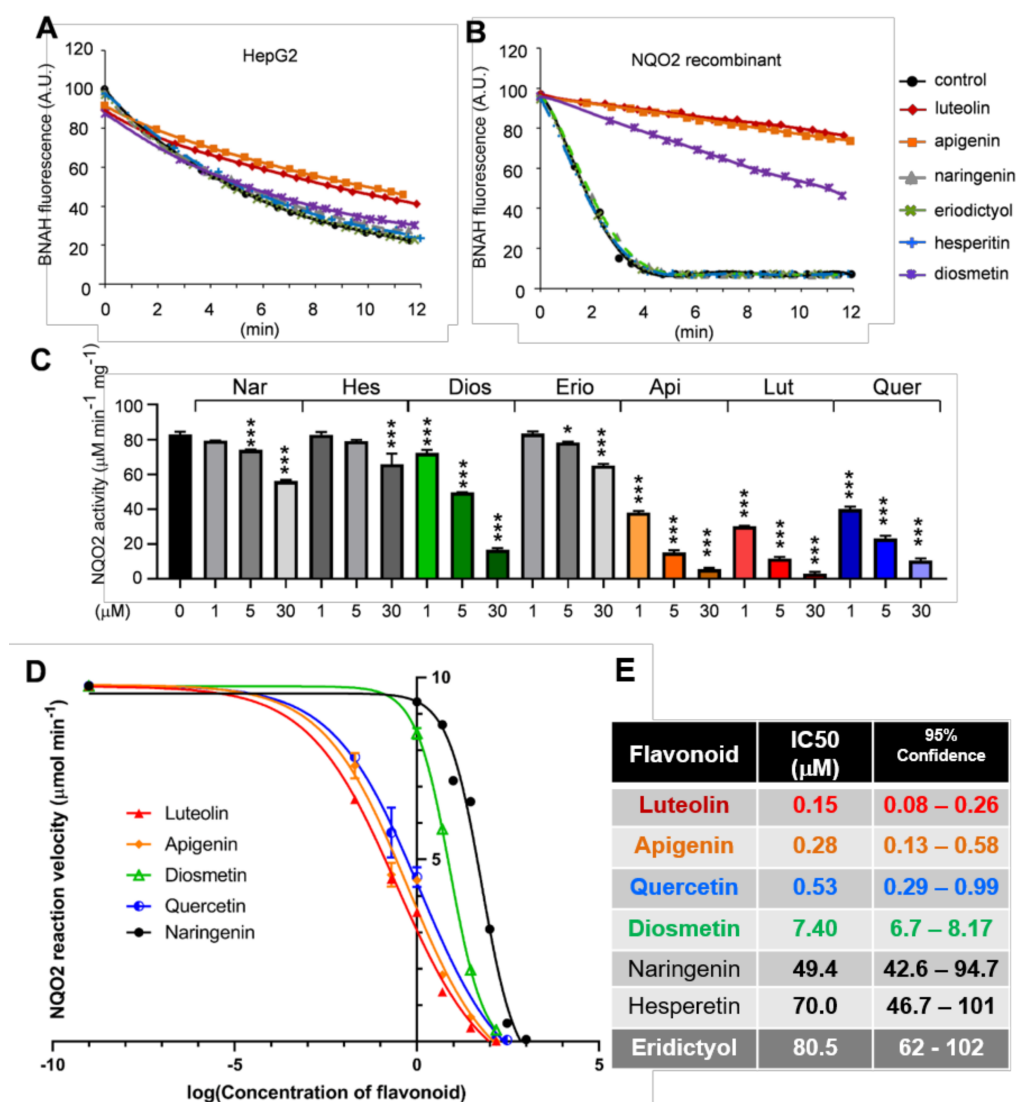 A
HepG2
BNAH fluorescence (A.U.)
120
100
80
60
40
20
0
0 2 4 6 8 10 12
(min)
B
NQO2 recombinant
BNAH fluorescence (A.U.)
120
100
80
60
40
20
0
0 2 4 6 8 10 12
(min)
control
luteolin
apigenin
naringenin
eriodictyol
hesperitin
diosmetin
C
NQO2 activity (µM min⁻¹ mg⁻¹)
Nar Hes Dios Erio Api Lut Quer
80
60
40
20
0
*** *** *** *** *** *** * *** *** *** *** *** *** *** *** *** ***
(µM) 0 1 5 30 1 5 30 1 5 30 1 5 30 1 5 30 1 5 30 1 5 30
D
NQO2 reaction velocity (µmol min⁻¹)
10
5
Luteolin
Apigenin
Diosmetin
Quercetin
Naringenin
-10 -5 0 5
log(Concentration of flavonoid)
E
Flavonoid IC50 (µM) 95% Confidence
Luteolin 0.15 0.08 – 0.26
Apigenin 0.28 0.13 – 0.58
Quercetin 0.53 0.29 – 0.99
Diosmetin 7.40 6.7 – 8.17
Naringenin 49.4 42.6 – 94.7
Hesperetin 70.0 46.7 – 101
Eridictyol 80.5 62 - 102